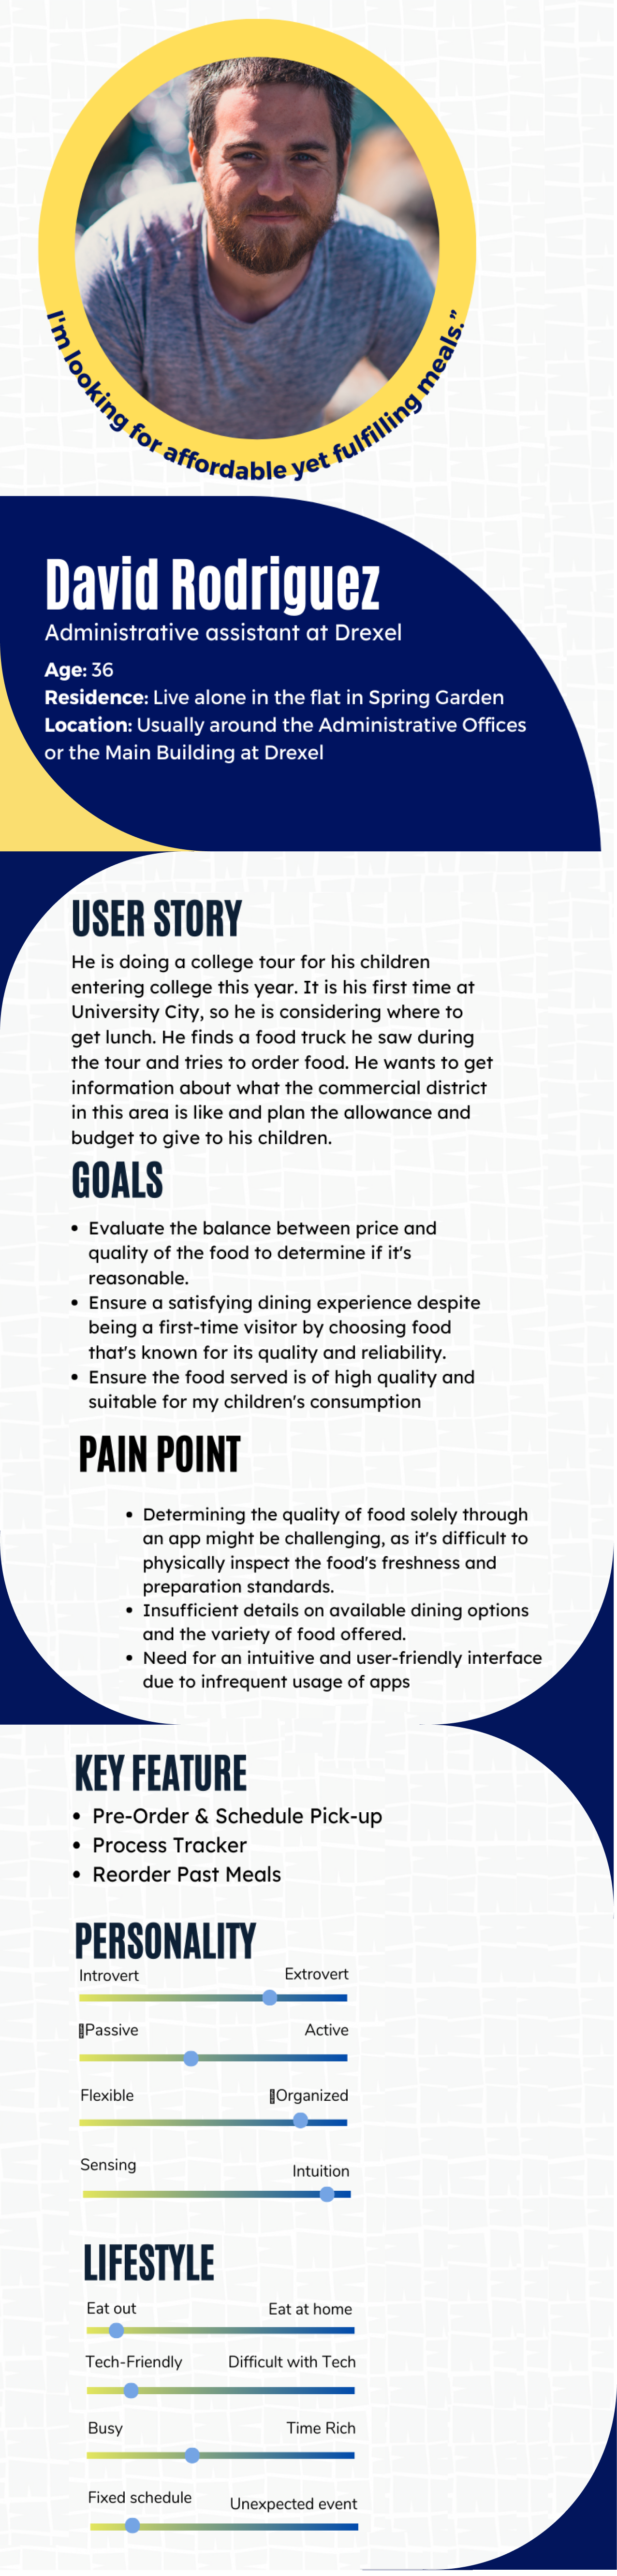 I'm looking for affordable yet fulfilling meals.”
David Rodriguez
Administrative assistant at Drexel
Age: 36
Residence: Live alone in the flat in Spring Garden
Location: Usually around the Administrative Offices
or the Main Building at Drexel
USER STORY
He is doing a college tour for his children
entering college this year. It is his first time at
University City, so he is considering where to
get lunch. He finds a food truck he saw during
the tour and tries to order food. He wants to get
information about what the commercial district
in this area is like and plan the allowance and
budget to give to his children.
GOALS
• Evaluate the balance between price and
quality of the food to determine if it's
reasonable.
• Ensure a satisfying dining experience despite
being a first-time visitor by choosing food
that's known for its quality and reliability.
• Ensure the food served is of high quality and
suitable for my children's consumption
PAIN POINT
• Determining the quality of food solely through
an app might be challenging, as it's difficult to
physically inspect the food's freshness and
preparation standards.
• Insufficient details on available dining options
and the variety of food offered.
• Need for an intuitive and user-friendly interface
due to infrequent usage of apps
KEY FEATURE
• Pre-Order & Schedule Pick-up
• Process Tracker
• Reorder Past Meals
PERSONALITY
Introvert Extrovert
Passive Active
Flexible Organized
Sensing Intuition
LIFESTYLE
Eat out Eat at home
Tech-Friendly Difficult with Tech
Busy Time Rich
Fixed schedule Unexpected event